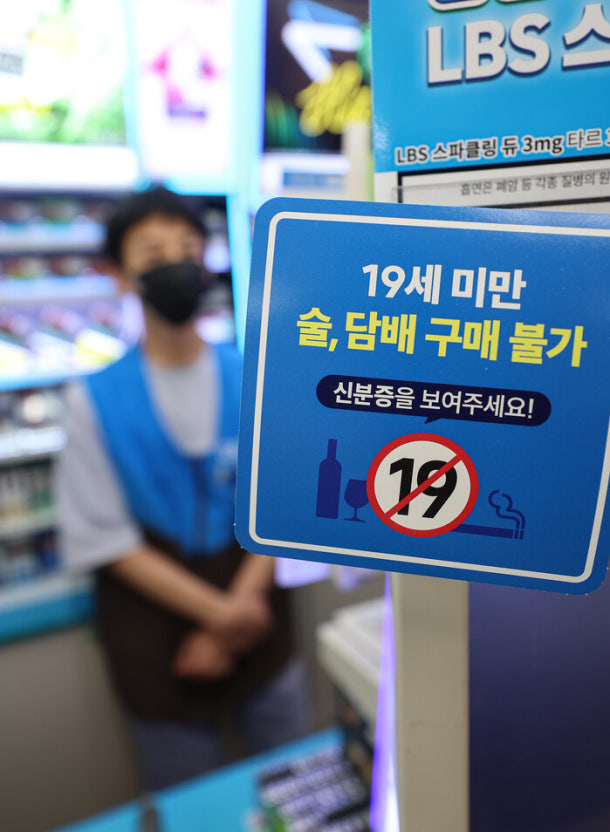 LBS 스
LBS 스파클링 듀 3mg 타르
흡연은 폐암 등 각종 질병의 원
19세 미만
술, 담배 구매 불가
신분증을 보여주세요!
19